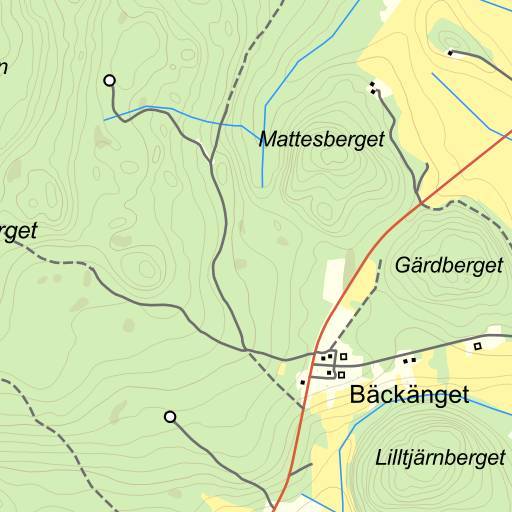 n
Mattesberget
rget
Gärdberget
Bäckänget
Lilltjärnberget